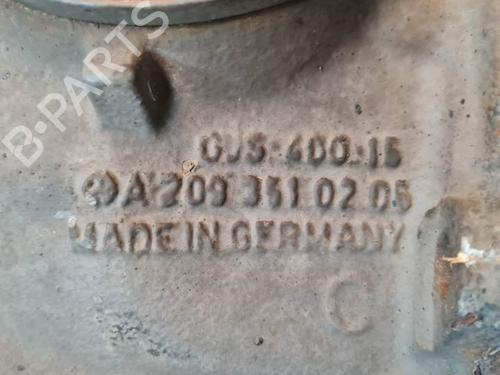 B-PARTS
GJS-400-15
A 209 351 02 05
MADE IN GERMANY
C